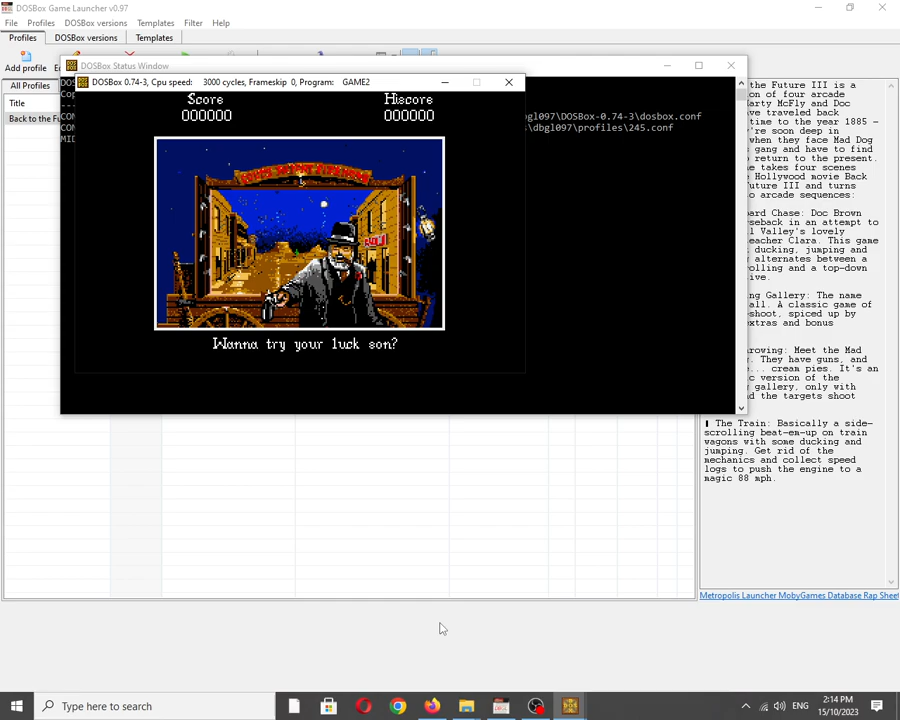 DOSBox Game Launcher v0.97
File Profiles DOSBox versions Templates Filter Help
Profiles DOSBox versions Templates
Add profile
All Profiles
Title
Back to the Fu
DOSBox Status Window
DOSBox 0.74-3, Cpu speed: 3000 cycles, Frameskip 0, Program: GAME2
DOS
Cop
---
COM
COM
MID
bgl097\DOSBox-0.74-3\dosbox.conf
\dbgl097\profiles\245.conf
Score
Hiscore
000000
000000
Wanna try your luck son?
the Future III is a
on of four arcade
arty McFly and Doc
ave traveled back
time to the year 1885 –
y're soon deep in
when they face Mad Dog
s gang and have to find
o return to the present.
e takes four scenes
e Hollywood movie Back
uture III and turns
o arcade sequences:
ard Chase: Doc Brown
rseback in an attempt to
l Valley's lovely
eacher Clara. This game
ducking, jumping and
alternates between a
rolling and a top-down
ive.
ng Gallery: The name
all. A classic game of
-shoot, spiced up by
extras and bonus
roving: Meet the Mad
g. They have guns, and
e... cream pies. It's an
c version of the
gallery, only with
d the targets shoot
The Train: Basically a side-
scrolling beat-em-up on train
wagons with some ducking and
jumping. Get rid of the
mechanics and collect speed
logs to push the engine to a
magic 88 mph.
Metropolis Launcher MobyGames Database Rap Sheet
Type here to search
2:14 PM
15/10/2023